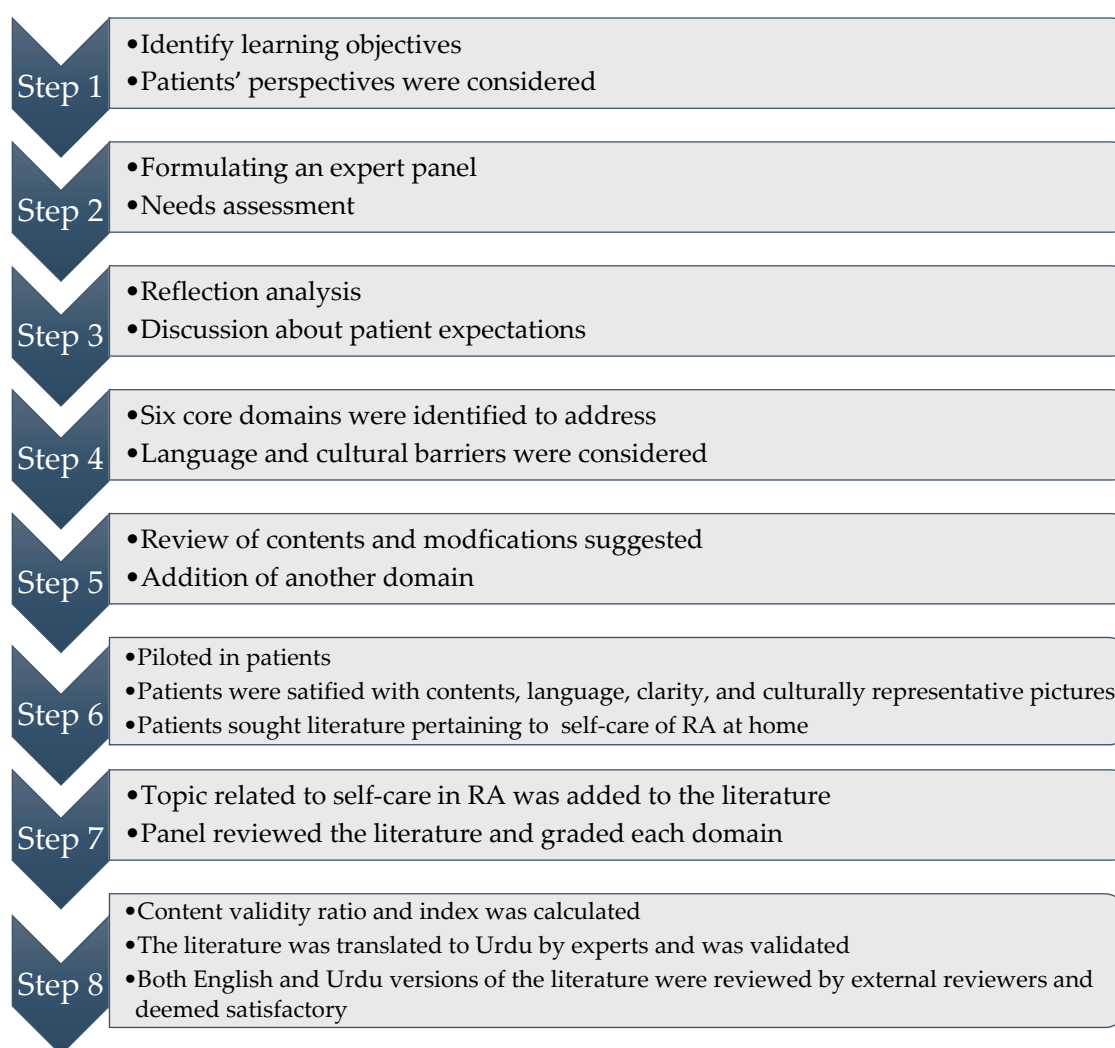 Step 1
•Identify learning objectives
•Patients’ perspectives were considered
Step 2
•Formulating an expert panel
•Needs assessment
Step 3
•Reflection analysis
•Discussion about patient expectations
Step 4
•Six core domains were identified to address
•Language and cultural barriers were considered
Step 5
•Review of contents and modfications suggested
•Addition of another domain
Step 6
•Piloted in patients
•Patients were satified with contents, language, clarity, and culturally representative pictures
•Patients sought literature pertaining to self-care of RA at home
Step 7
•Topic related to self-care in RA was added to the literature
•Panel reviewed the literature and graded each domain
Step 8
•Content validity ratio and index was calculated
•The literature was translated to Urdu by experts and was validated
•Both English and Urdu versions of the literature were reviewed by external reviewers and
deemed satisfactory